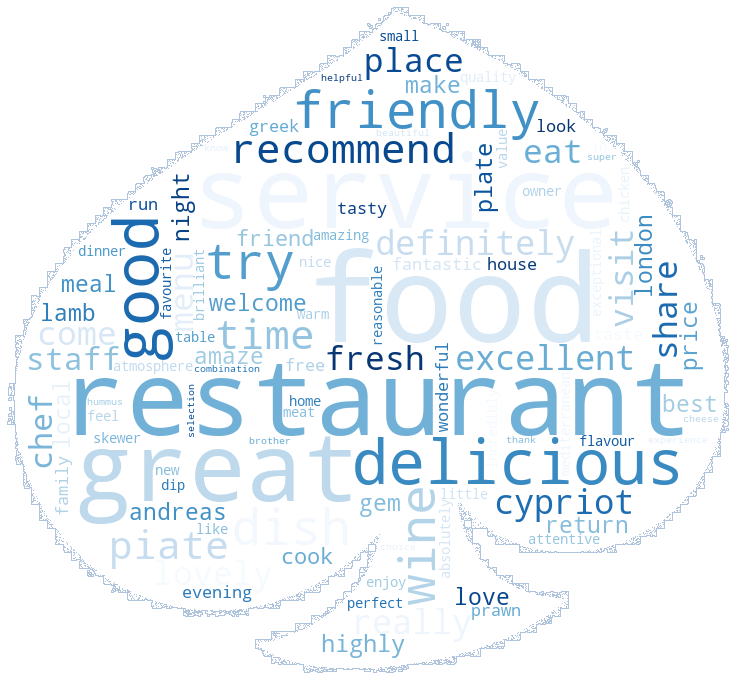 small
place
helpful
make
quality
friendly
greek
look
beautiful
recommend
know
eat
value
super
service
plate
owner
chicken
night
run
tasty
good
friend
amazing
definitely
london
dinner
try
menu
nice
fantastic
house
visit
exceptional
favourite
brilliant
food
reasonable
share
meal
welcome
warm
lamb
come
time
table
taste
price
staff
amaze
fresh
excellent
atmosphere
free
wonderful
combination
restaurant
chef
local
hummus
selection
home
meat
best
feel
cheese
mediterranean
incredibly
family
skewer
great
brother
delicious
thank
flavour
experience
new
dip
lovely
gem
little
cypriot
andreas
dish
wine
like
return
absolutely
attentive
piate
choice
cook
enjoy
evening
perfect
love
prawn
really
highly